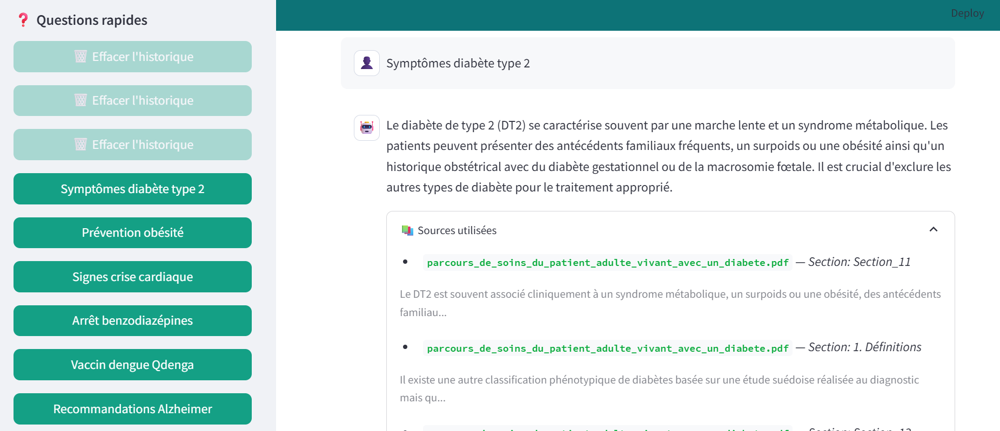 Questions rapides
Effacer l'historique
Effacer l'historique
Effacer l'historique
Symptômes diabète type 2
Prévention obésité
Signes crise cardiaque
Arrêt benzodiazépines
Vaccin dengue Qdenga
Recommandations Alzheimer
Deploy
Symptômes diabète type 2
Le diabète de type 2 (DT2) se caractérise souvent par une marche lente et un syndrome métabolique. Les
patients peuvent présenter des antécédents familiaux fréquents, un surpoids ou une obésité ainsi qu'un
historique obstétrical avec du diabète gestationnel ou de la macrosomie fœtale. Il est crucial d'exclure les
autres types de diabète pour le traitement approprié.
Sources utilisées
parcours_de_soins_du_patient_adulte_vivant_avec_un_diabete.pdf — Section: Section_11
Le DT2 est souvent associé cliniquement à un syndrome métabolique, un surpoids ou une obésité, des antécédents
familiau...
parcours_de_soins_du_patient_adulte_vivant_avec_un_diabete.pdf — Section: 1. Définitions
Il existe une autre classification phénotypique de diabètes basée sur une étude suédoise réalisée au diagnostic
mais qu...